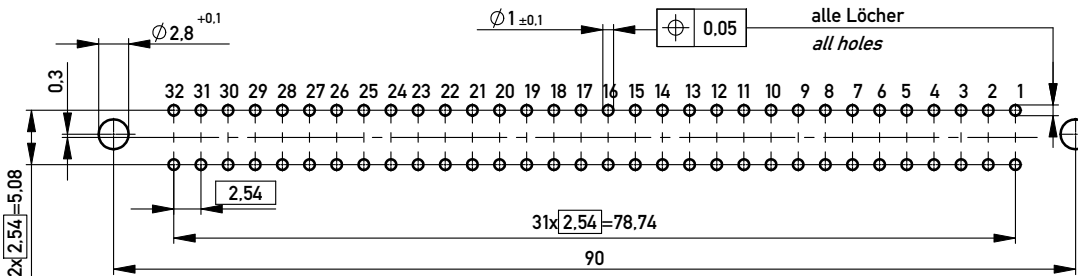 ∅2,8 +0,1
∅1 ±0,1
⌖ 0,05
alle Löcher
all holes
0,3
32 31 30 29 28 27 26 25 24 23 22 21 20 19 18 17 16 15 14 13 12 11 10 9 8 7 6 5 4 3 2 1
2,54
2x 2,54 =5,08
31x 2,54 =78,74
90